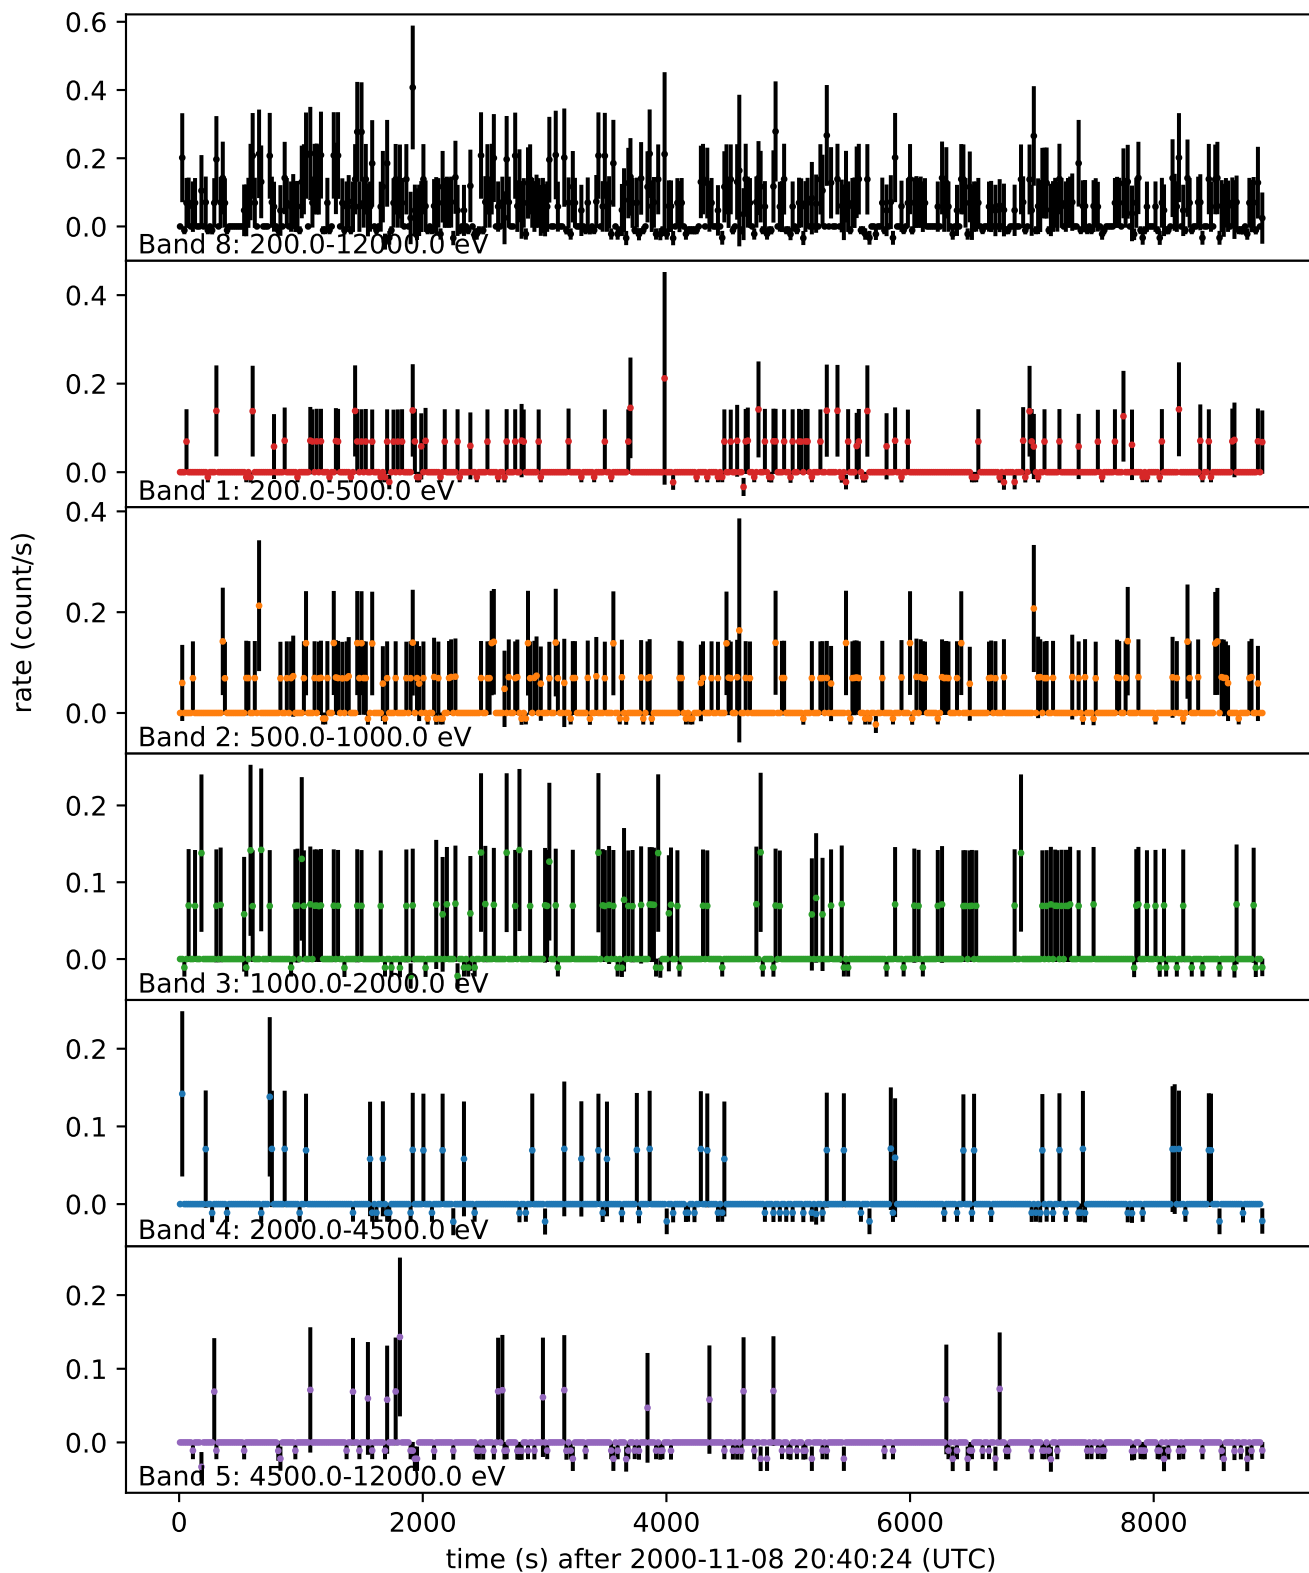 0.6
0.4
0.2
0.0
Band 8: 200.0-12000.0 eV
0.4
0.2
0.0
Band 1: 200.0-500.0 eV
0.4
0.2
0.0
Band 2: 500.0-1000.0 eV
rate (count/s)
0.2
0.1
0.0
Band 3: 1000.0-2000.0 eV
0.2
0.1
0.0
Band 4: 2000.0-4500.0 eV
0.2
0.1
0.0
Band 5: 4500.0-12000.0 eV
0 2000 4000 6000 8000
time (s) after 2000-11-08 20:40:24 (UTC)